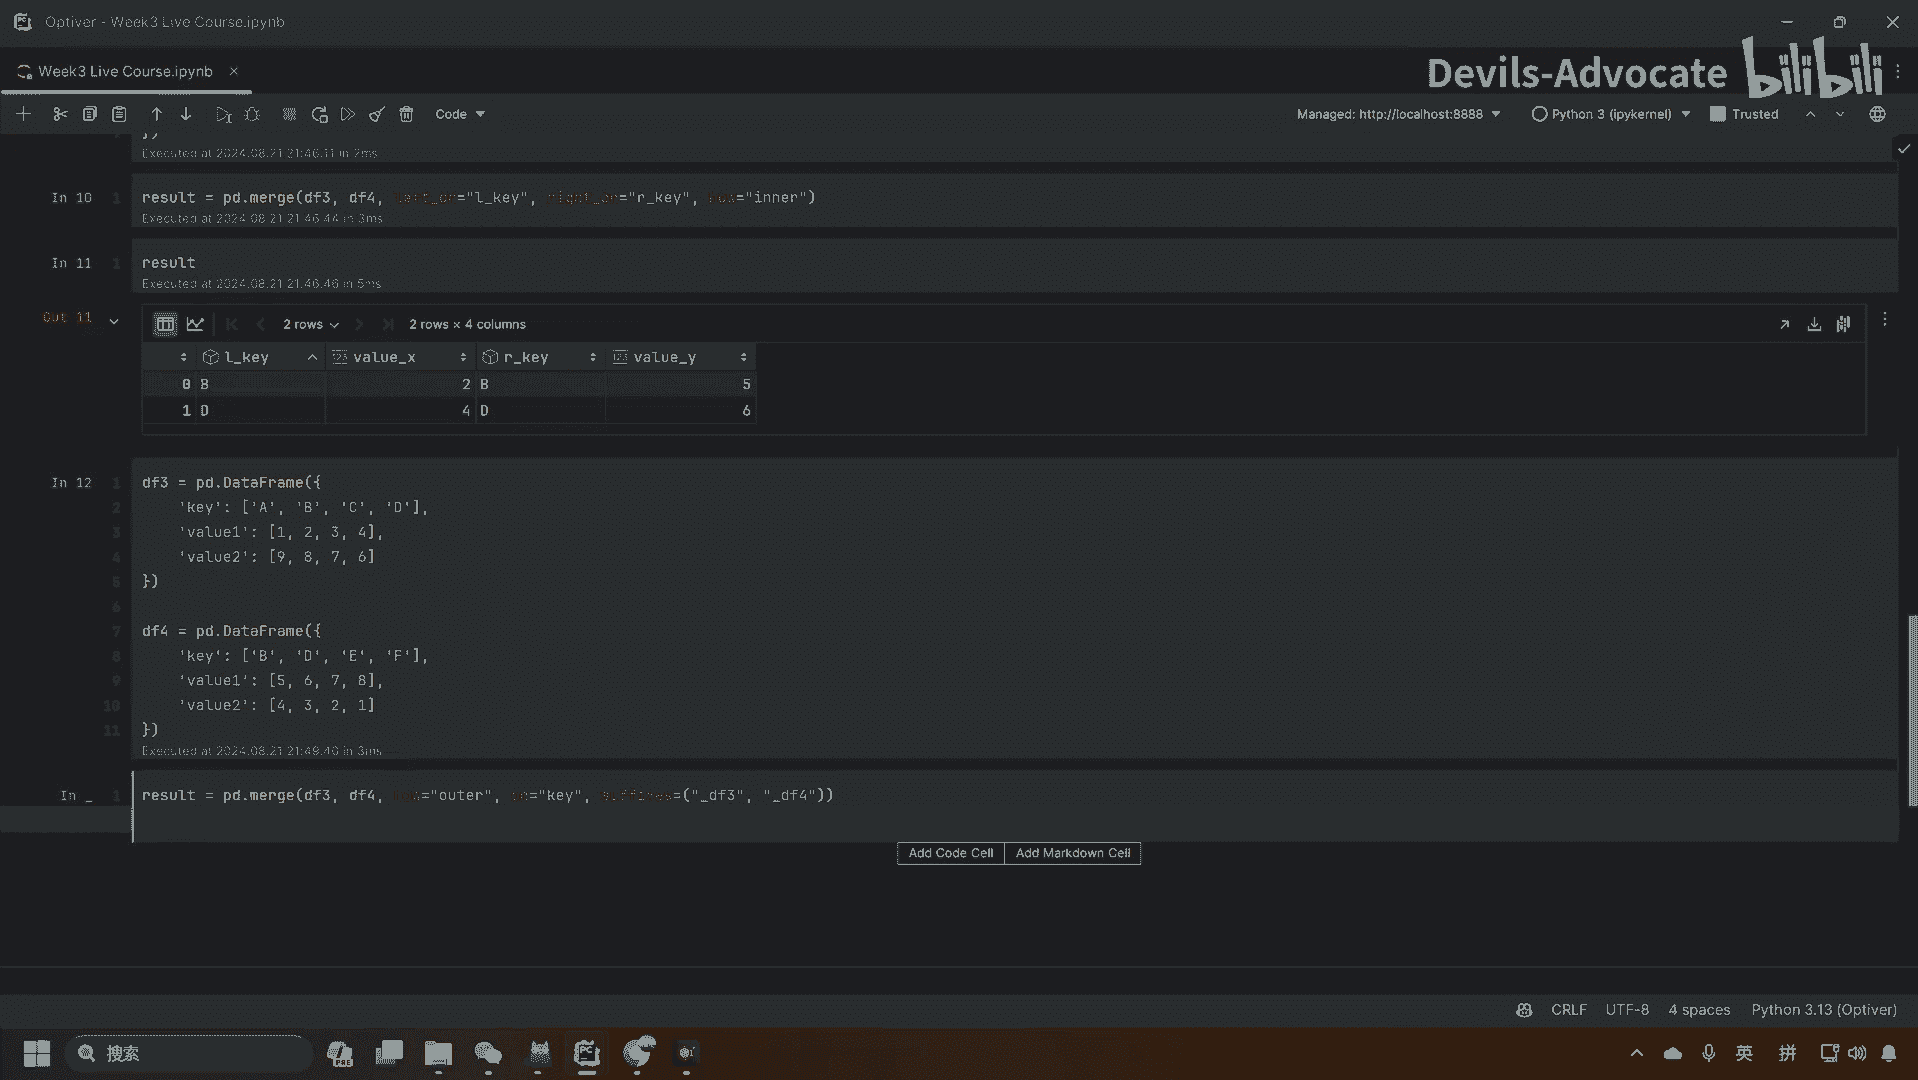 Optiver - Week3 Live Course.ipynb
Week3 Live Course.ipynb
Devils-Advocate bilibili
Code
Managed: http://localhost:8888
Python 3 (ipykernel)
Trusted
})
Executed at 2024.08.21 21:46.11 in 2ms
In 10 1 result = pd.merge(df3, df4, left_on="l_key", right_on="r_key", how="inner")
Executed at 2024.08.21 21:46.44 in 3ms
In 11 1 result
Executed at 2024.08.21 21:46.46 in 5ms
Out 11
2 rows 2 rows × 4 columns
l_key value_x r_key value_y
0 B 2 B 5
1 D 4 D 6
In 12 1 df3 = pd.DataFrame({
2 'key': ['A', 'B', 'C', 'D'],
3 'value1': [1, 2, 3, 4],
4 'value2': [9, 8, 7, 6]
5 })
6
7 df4 = pd.DataFrame({
8 'key': ['B', 'D', 'E', 'F'],
9 'value1': [5, 6, 7, 8],
10 'value2': [4, 3, 2, 1]
11 })
Executed at 2024.08.21 21:49.40 in 3ms
In _ 1 result = pd.merge(df3, df4, how="outer", on="key", suffixes=("_df3", "_df4"))
Add Code Cell Add Markdown Cell
CRLF UTF-8 4 spaces Python 3.13 (Optiver)
搜索
英 拼